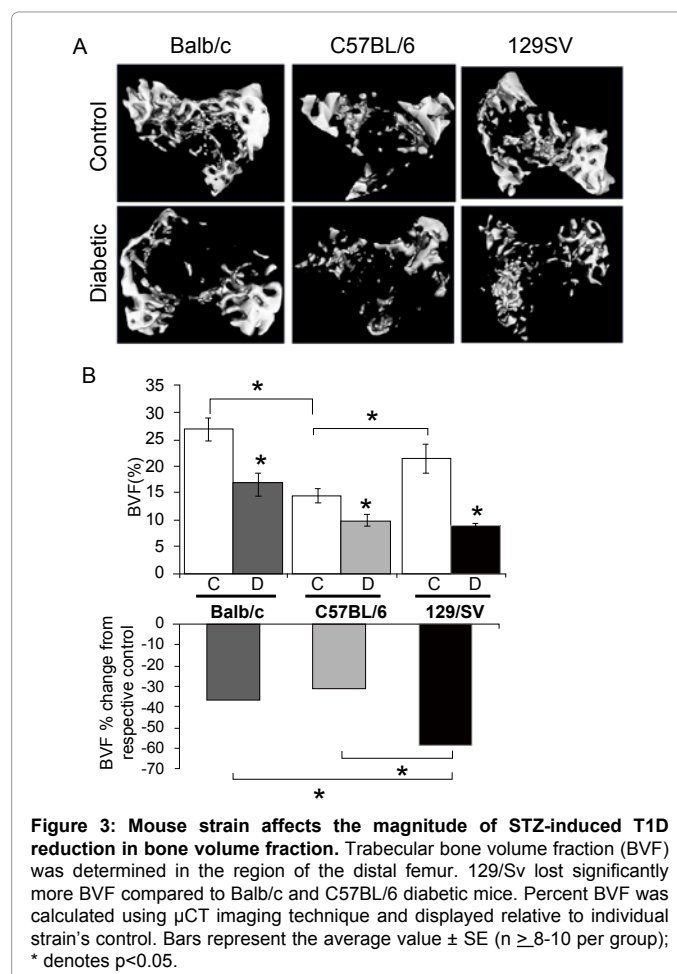 A
Balb/c C57BL/6 129SV
Control
Diabetic
B
BVF(%)
35
30
25
20
15
10
5
0
* *
* * *
C D C D C D
Balb/c C57BL/6 129/SV
BVF % change from
respective control
0
-10
-20
-30
-40
-50
-60
-70
*
*
Figure 3: Mouse strain affects the magnitude of STZ-induced T1D
reduction in bone volume fraction. Trabecular bone volume fraction (BVF)
was determined in the region of the distal femur. 129/Sv lost significantly
more BVF compared to Balb/c and C57BL/6 diabetic mice. Percent BVF was
calculated using µCT imaging technique and displayed relative to individual
strain's control. Bars represent the average value ± SE (n ≥ 8-10 per group);
* denotes p<0.05.